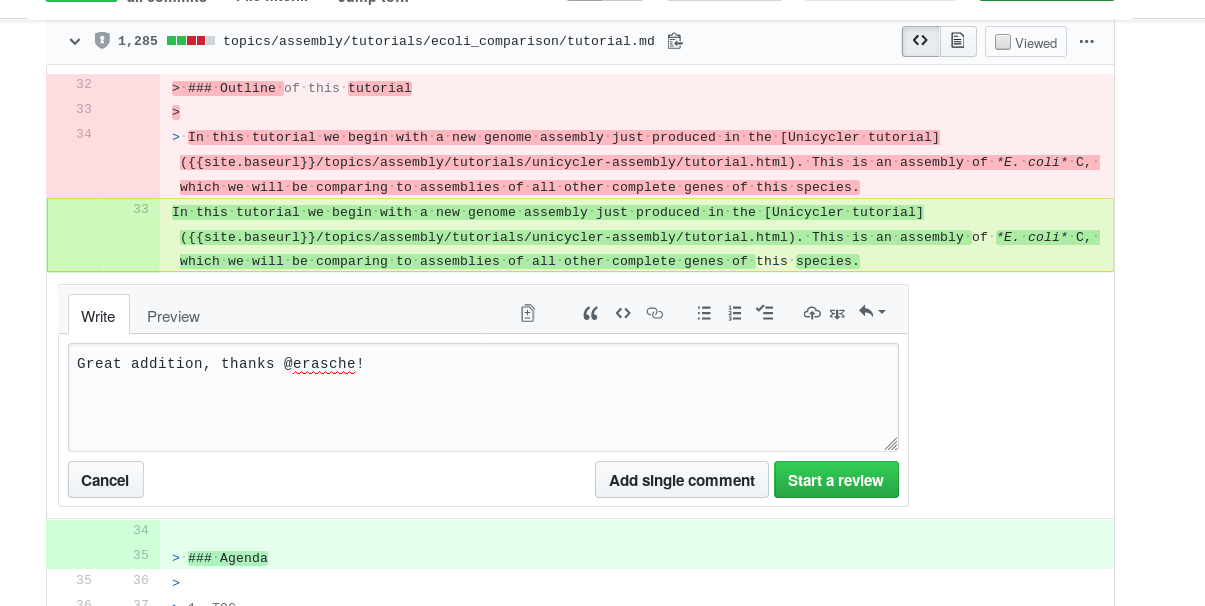 1,285 topics/assembly/tutorials/ecoli_comparison/tutorial.md Viewed
32 > ### Outline of this tutorial
33 >
34 > In this tutorial we begin with a new genome assembly just produced in the [Unicycler tutorial]
({{site.baseurl}}/topics/assembly/tutorials/unicycler-assembly/tutorial.html). This is an assembly of *E. coli* C,
which we will be comparing to assemblies of all other complete genes of this species.
33 In this tutorial we begin with a new genome assembly just produced in the [Unicycler tutorial]
({{site.baseurl}}/topics/assembly/tutorials/unicycler-assembly/tutorial.html). This is an assembly of *E. coli* C,
which we will be comparing to assemblies of all other complete genes of this species.
Write Preview
Great addition, thanks @erasche!
Cancel Add single comment Start a review
34
35 > ### Agenda
35 36 >
36 37 > 1. TOC